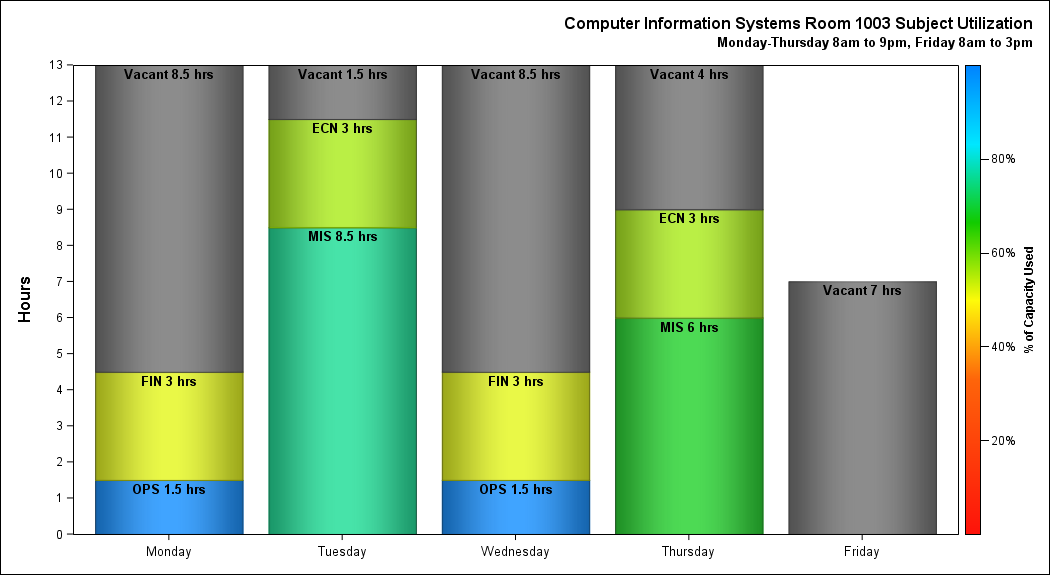 Computer Information Systems Room 1003 Subject Utilization
Monday-Thursday 8am to 9pm, Friday 8am to 3pm
Hours
13
12
11
10
9
8
7
6
5
4
3
2
1
0
Vacant 8.5 hrs
FIN 3 hrs
OPS 1.5 hrs
Monday
Vacant 1.5 hrs
ECN 3 hrs
MIS 8.5 hrs
Tuesday
Vacant 8.5 hrs
FIN 3 hrs
OPS 1.5 hrs
Wednesday
Vacant 4 hrs
ECN 3 hrs
MIS 6 hrs
Thursday
Vacant 7 hrs
Friday
80%
60%
40%
20%
% of Capacity Used